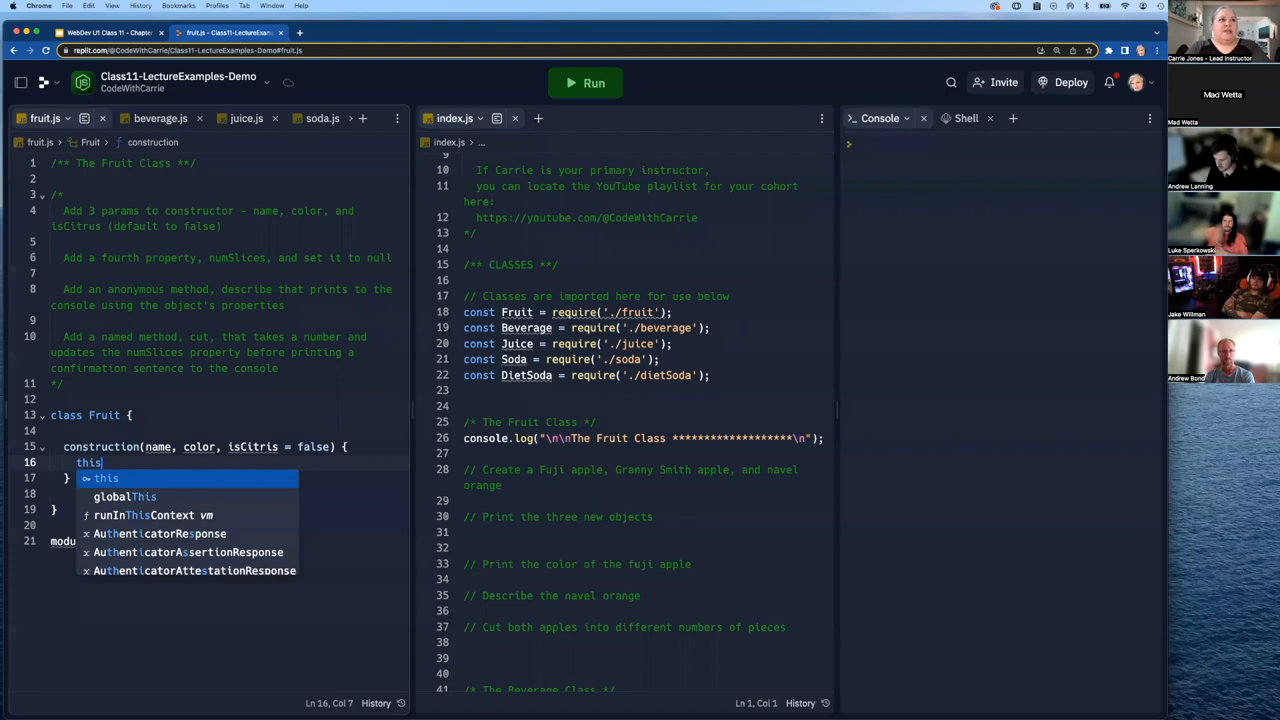 Chrome File Edit View History Bookmarks Profiles Tab Window Help
WebDev U1 Class 11 - Chapter
fruit.js - Class11-LectureExamples-Demo
replit.com/@CodeWithCarrie/Class11-LectureExamples-Demo#fruit.js
Class11-LectureExamples-Demo
CodeWithCarrie
Run
Invite
Deploy
fruit.js
beverage.js
juice.js
soda.js
fruit.js > Fruit > f construction
1 /** The Fruit Class **/
2
3 /*
4 Add 3 params to constructor - name, color, and
isCitrus (default to false)
5
6 Add a fourth property, numSlices, and set it to null
7
8 Add an anonymous method, describe that prints to the
console using the object's properties
9
10 Add a named method, cut, that takes a number and
updates the numSlices property before printing a
confirmation sentence to the console
11 */
12
13 class Fruit {
14
15 construction(name, color, isCitris = false) {
16 this
17 }
18
19 }
20
21 modu
this
globalThis
runInThisContext vm
AuthenticatorResponse
AuthenticatorAssertionResponse
AuthenticatorAttestationResponse
Ln 16, Col 7 History
index.js
index.js > ...
9
10 If Carrie is your primary instructor,
11 you can locate the YouTube playlist for your cohort
here:
12 https://youtube.com/@CodeWithCarrie
13 */
14
15 /** CLASSES **/
16
17 // Classes are imported here for use below
18 const Fruit = require('./fruit');
19 const Beverage = require('./beverage');
20 const Juice = require('./juice');
21 const Soda = require('./soda');
22 const DietSoda = require('./dietSoda');
23
24
25 /* The Fruit Class */
26 console.log("\n\nThe Fruit Class *******************\n");
27
28 // Create a Fuji apple, Granny Smith apple, and navel
orange
29
30 // Print the three new objects
31
32
33 // Print the color of the fuji apple
34
35 // Describe the navel orange
36
37 // Cut both apples into different numbers of pieces
38
39
40
41 /* The Beverage Class */
Ln 1, Col 1 History
Console
Shell
Carrie Jones - Lead Instructor
Mad Wetta
Mad Wetta
Andrew Lanning
Luke Sperkowski
Jake Willman
Andrew Bond